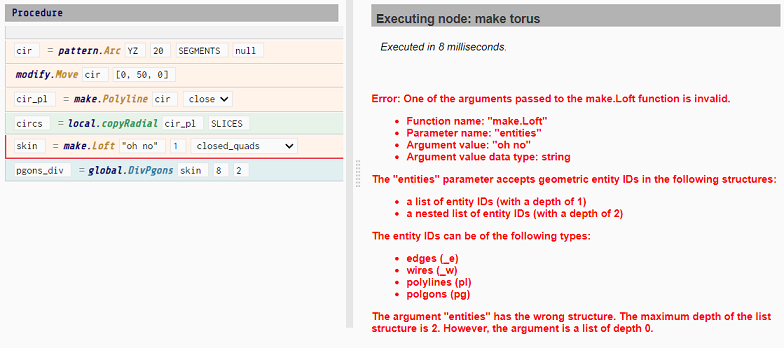 Procedure
cir = pattern.Arc YZ 20 SEGMENTS null
modify.Move cir [0, 50, 0]
cir_pl = make.Polyline cir close
circs = local.copyRadial cir_pl SLICES
skin = make.Loft "oh no" 1 closed_quads
pgons_div = global.DivPgons skin 8 2
Executing node: make torus
Executed in 8 milliseconds.
Error: One of the arguments passed to the make.Loft function is invalid.
• Function name: "make.Loft"
• Parameter name: "entities"
• Argument value: "oh no"
• Argument value data type: string
The "entities" parameter accepts geometric entity IDs in the following structures:
• a list of entity IDs (with a depth of 1)
• a nested list of entity IDs (with a depth of 2)
The entity IDs can be of the following types:
• edges (_e)
• wires (_w)
• polylines (pl)
• polgons (pg)
The argument "entities" has the wrong structure. The maximum depth of the list
structure is 2. However, the argument is a list of depth 0.